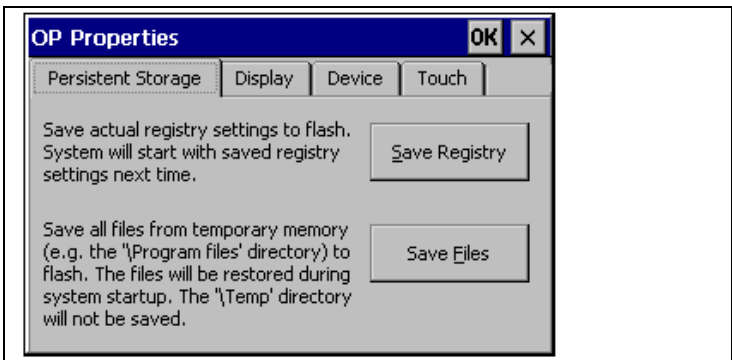 OP Properties OK ×
Persistent Storage Display Device Touch
Save actual registry settings to flash.
System will start with saved registry
settings next time.
Save Registry
Save all files from temporary memory
(e.g. the '\Program files' directory) to
flash. The files will be restored during
system startup. The '\Temp' directory
will not be saved.
Save Files